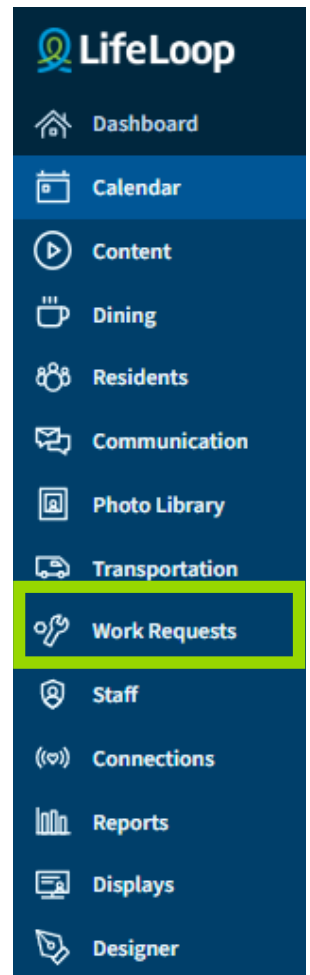 LifeLoop
Dashboard
Calendar
Content
Dining
Residents
Communication
Photo Library
Transportation
Work Requests
Staff
Connections
Reports
Displays
Designer